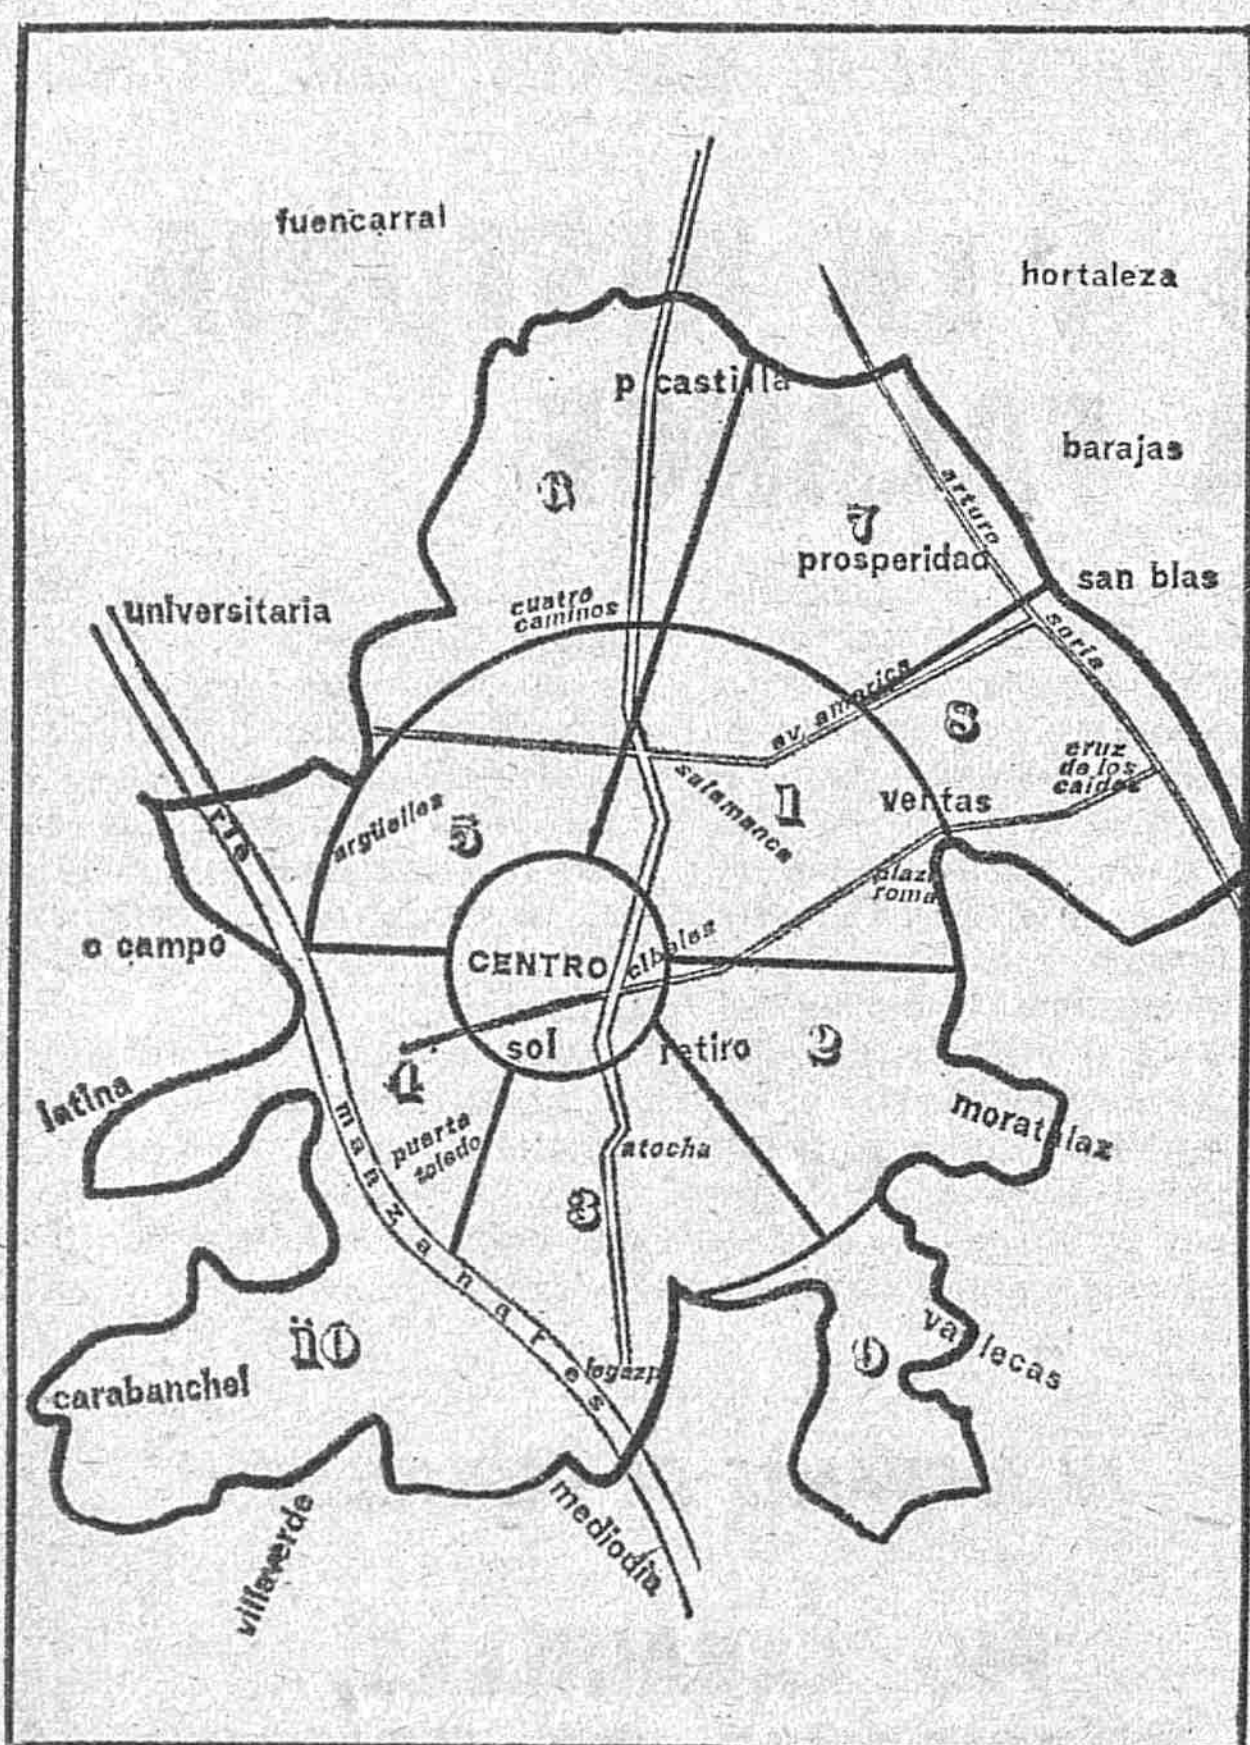 fuencarral
hortaleza
p castilla
barajas
6
arturo
7
prosperidad
san blas
universitaria
cuatro
caminos
soria
av. america
8
cruz
de los
caidos
salamanca
1
ventas
rio
argüelles
5
plaza
roma
o campo
CENTRO
cibeles
sol
retiro
2
4
latina
manzanares
puerta
toledo
atocha
moratalaz
3
10
9
vallecas
carabanchel
legazpi
villaverde
mediodia